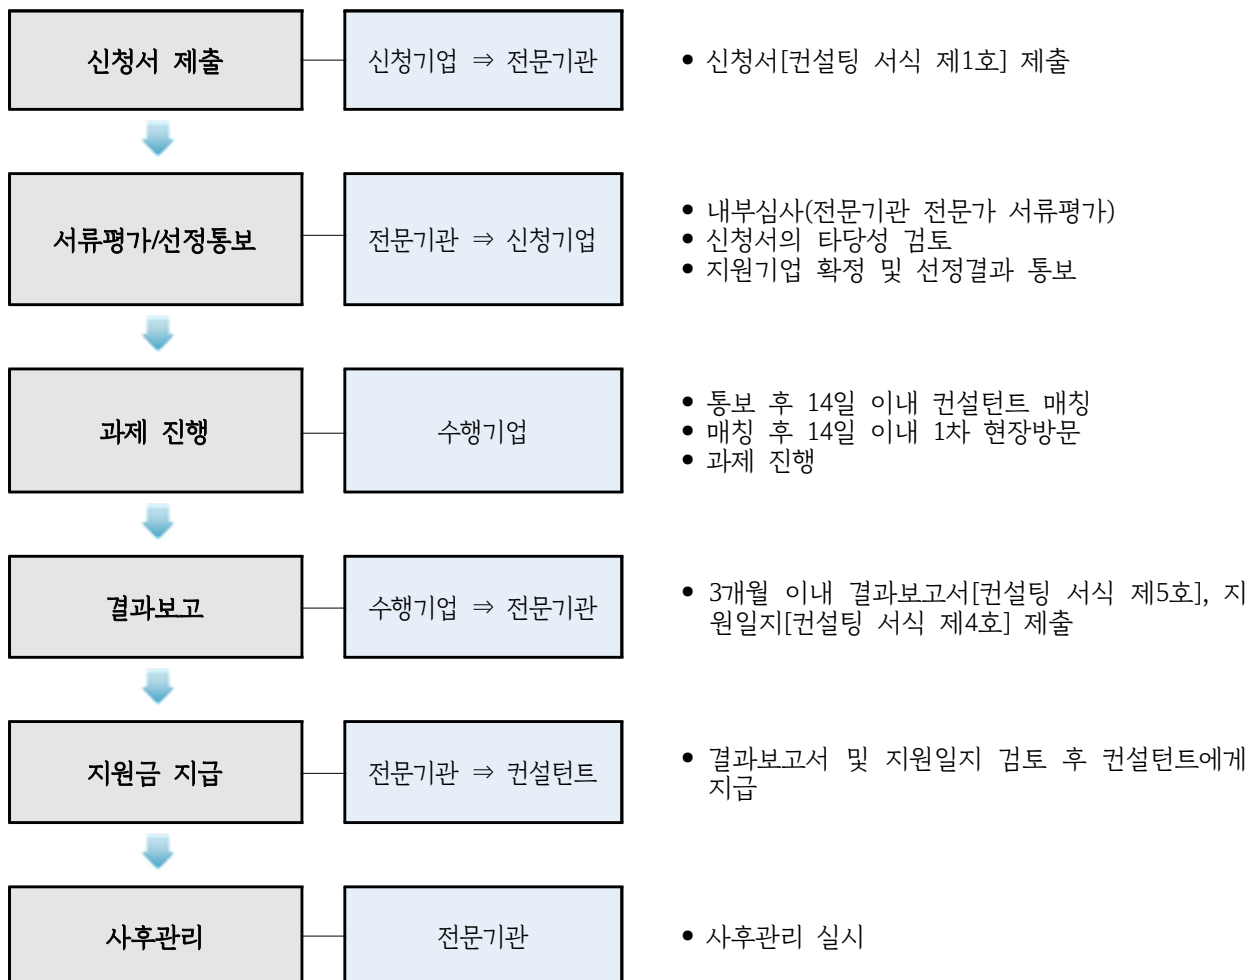 신청서 제출
신청기업 ⇒ 전문기관
• 신청서[컨설팅 서식 제1호] 제출
서류평가/선정통보
전문기관 ⇒ 신청기업
• 내부심사(전문기관 전문가 서류평가)
• 신청서의 타당성 검토
• 지원기업 확정 및 선정결과 통보
과제 진행
수행기업
• 통보 후 14일 이내 컨설턴트 매칭
• 매칭 후 14일 이내 1차 현장방문
• 과제 진행
결과보고
수행기업 ⇒ 전문기관
• 3개월 이내 결과보고서[컨설팅 서식 제5호], 지
원일지[컨설팅 서식 제4호] 제출
지원금 지급
전문기관 ⇒ 컨설턴트
• 결과보고서 및 지원일지 검토 후 컨설턴트에게
지급
사후관리
전문기관
• 사후관리 실시